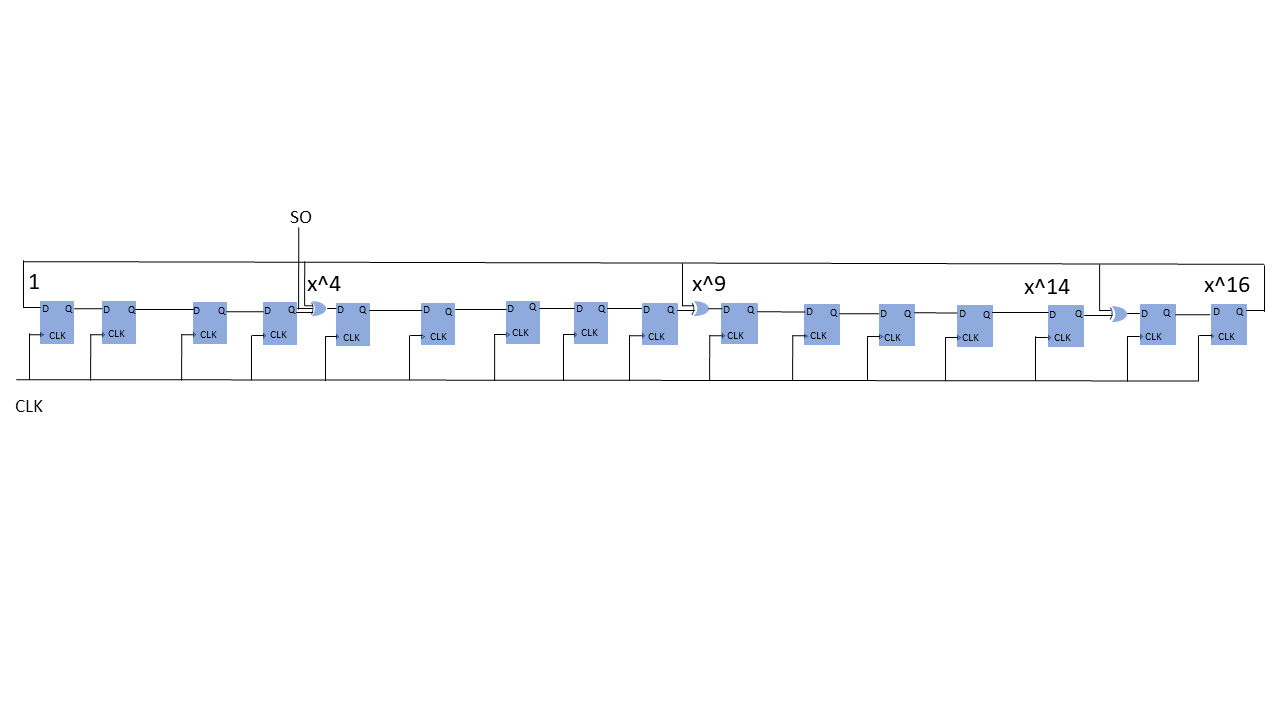 SO
1 x^4 x^9 x^14 x^16
D Q D Q D Q D Q D Q D Q D Q D Q D Q D Q D Q D Q D Q D Q D Q D Q
CLK CLK CLK CLK CLK CLK CLK CLK CLK CLK CLK CLK CLK CLK CLK CLK
CLK